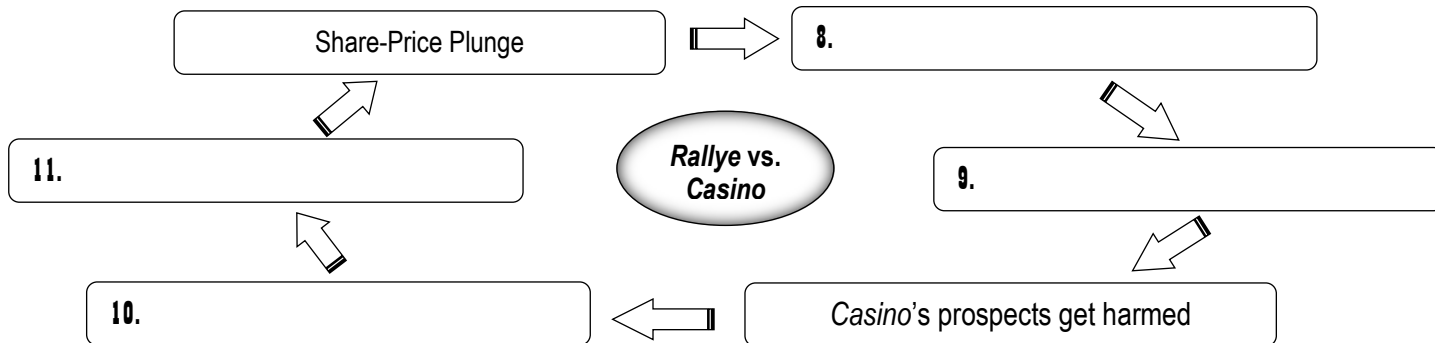 Share-Price Plunge
8.
11.
Rallye vs.
Casino
9.
10.
Casino's prospects get harmed